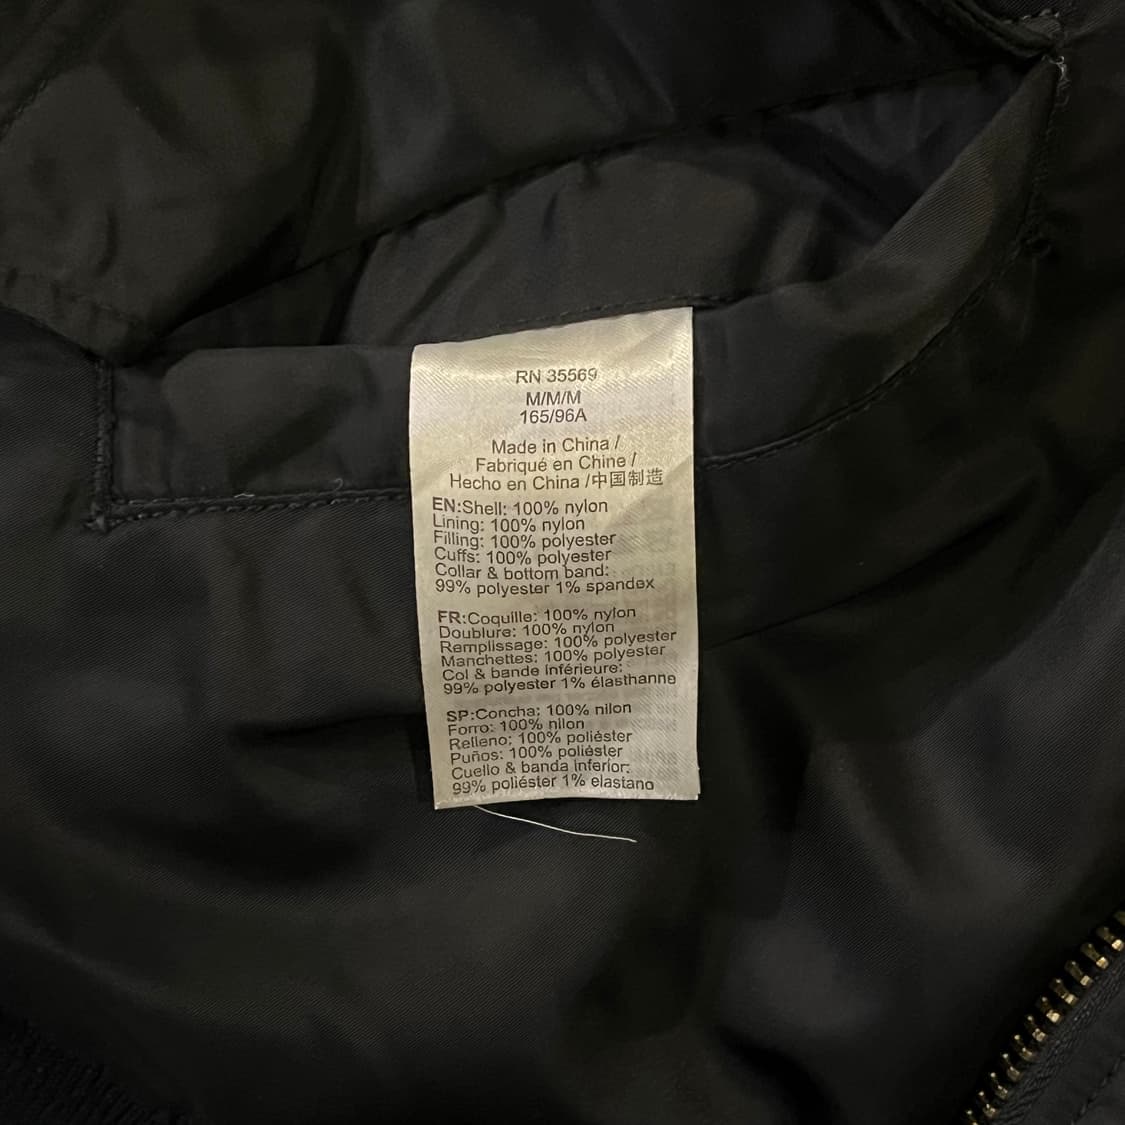 RN 35569
M/M/M
165/96A
Made in China /
Fabriqué en Chine /
Hecho en China /中国制造
EN:Shell: 100% nylon
Lining: 100% nylon
Filling: 100% polyester
Cuffs: 100% polyester
Collar & bottom band:
99% polyester 1% spandex
FR:Coquille: 100% nylon
Doublure: 100% nylon
Remplissage: 100% polyester
Manchettes: 100% polyester
Col & bande inférieure:
99% polyester 1% élasthanne
SP:Concha: 100% nilon
Forro: 100% nilon
Relleno: 100% poliéster
Puños: 100% poliéster
Cuello & banda inferior:
99% poliéster 1% elastano